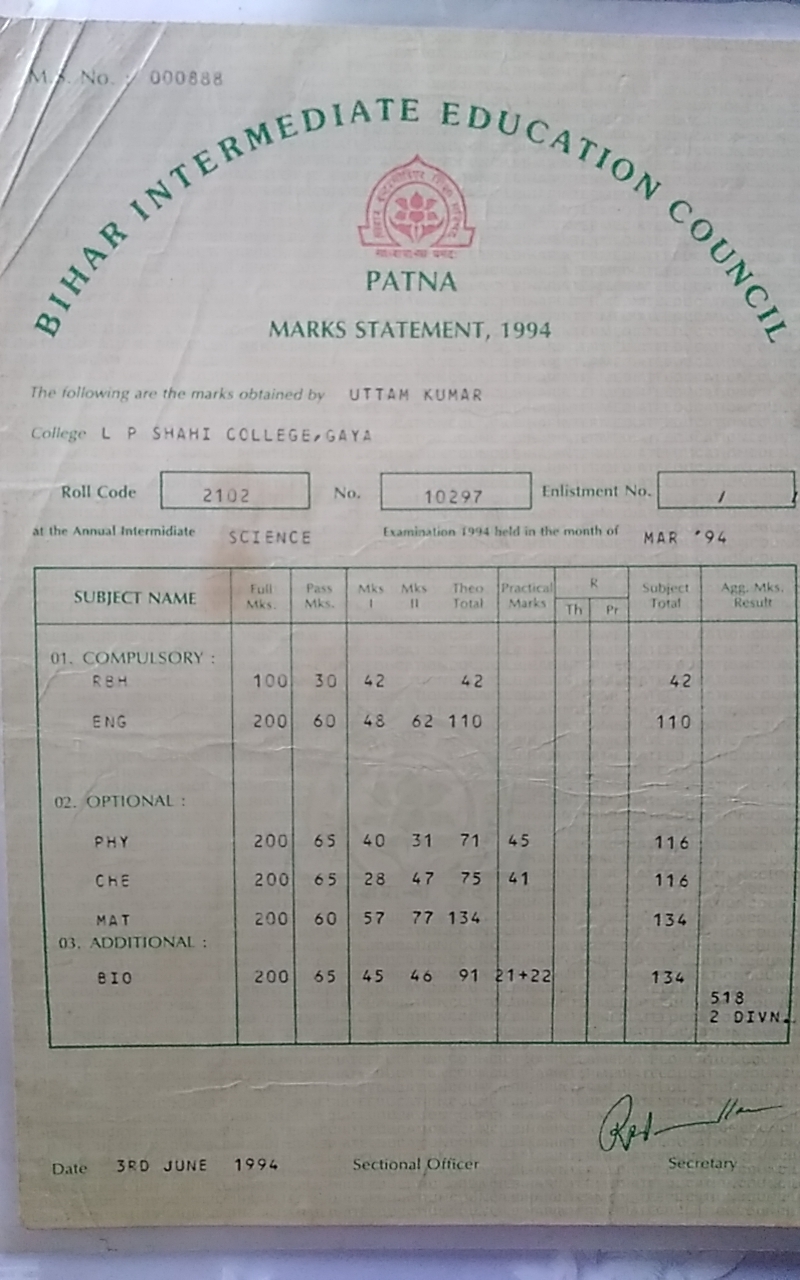 M.S. No. : 000888
BIHAR INTERMEDIATE EDUCATION COUNCIL
PATNA
MARKS STATEMENT, 1994
The following are the marks obtained by UTTAM KUMAR
College L P SHAHI COLLEGE,GAYA
Roll Code 2102 No. 10297 Enlistment No. /
at the Annual Intermidiate SCIENCE Examination 1994 held in the month of MAR '94
SUBJECT NAME Full Mks. Pass Mks. Mks I Mks II Theo Total Practical Marks R Th Pr Subject Total Agg. Mks. Result
01. COMPULSORY :
RBH 100 30 42 42 42
ENG 200 60 48 62 110 110
02. OPTIONAL :
PHY 200 65 40 31 71 45 116
CHE 200 65 28 47 75 41 116
MAT 200 60 57 77 134 134
03. ADDITIONAL :
BIO 200 65 45 46 91 21+22 134
518
2 DIVN.
Date 3RD JUNE 1994 Sectional Officer Secretary